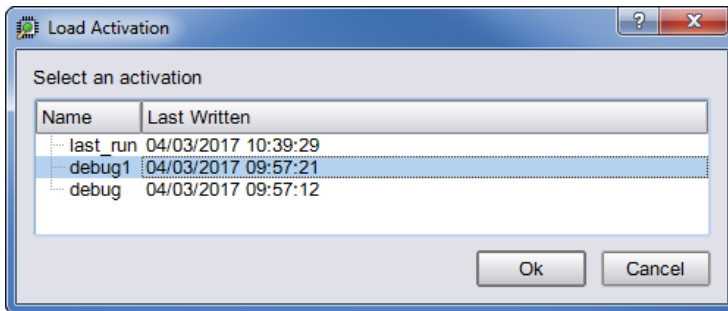 Load Activation
Select an activation
Name Last Written
last_run 04/03/2017 10:39:29
debug1 04/03/2017 09:57:21
debug 04/03/2017 09:57:12
Ok Cancel